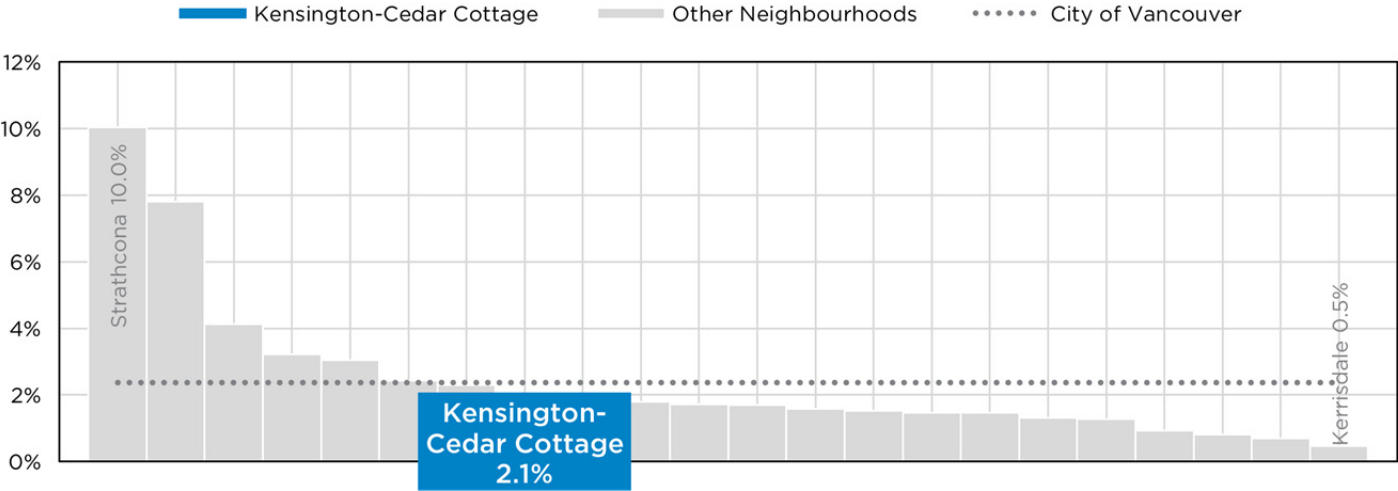 Kensington-Cedar Cottage
Other Neighbourhoods
City of Vancouver
12%
10%
8%
6%
4%
2%
0%
Strathcona 10.0%
Kensington-
Cedar Cottage
2.1%
Kerrisdale 0.5%